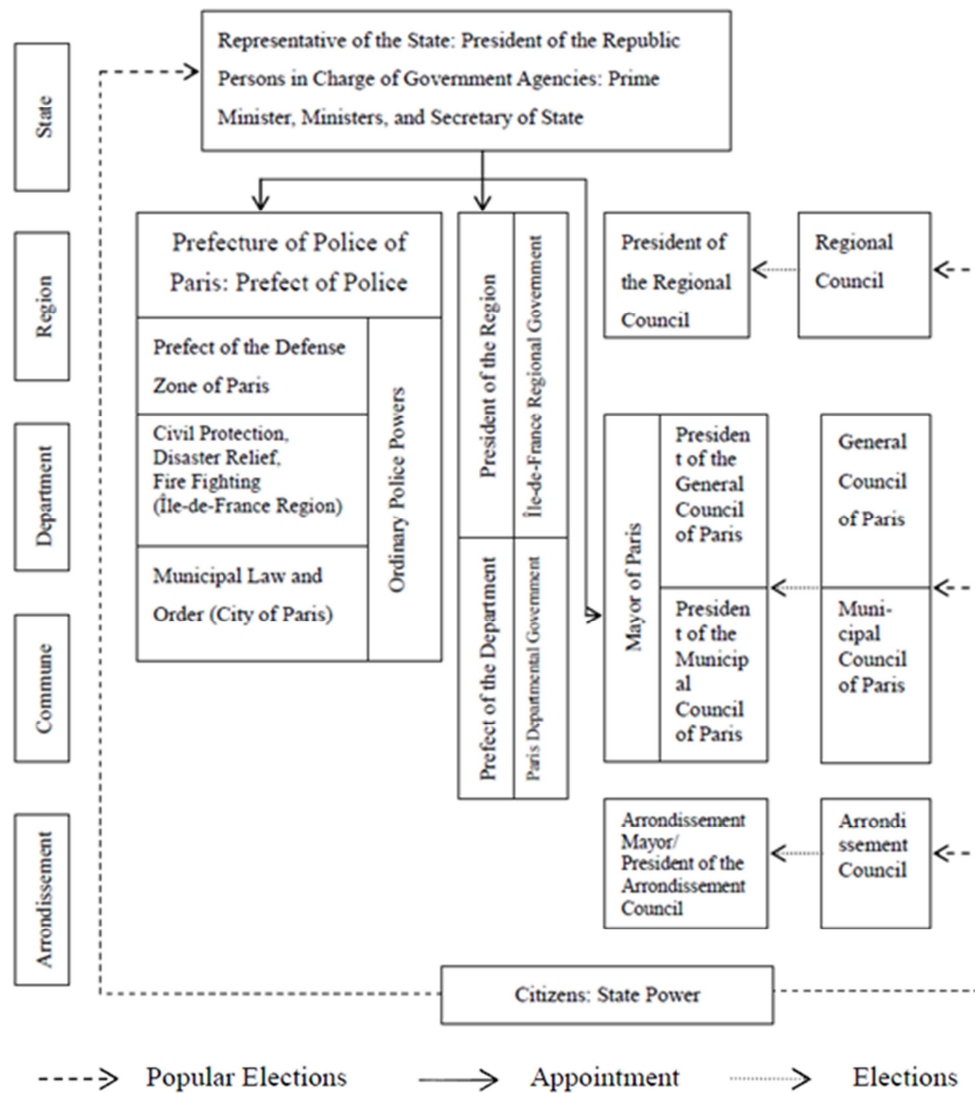 Representative of the State: President of the Republic
Persons in Charge of Government Agencies: Prime
Minister, Ministers, and Secretary of State
State
Region
Department
Commune
Arrondissement
Prefecture of Police of
Paris: Prefect of Police
Prefect of the Defense
Zone of Paris
Civil Protection,
Disaster Relief,
Fire Fighting
(Île-de-France Region)
Municipal Law and
Order (City of Paris)
Ordinary Police Powers
President of the Region
Île-de-France Regional Government
Prefect of the Department
Paris Departmental Government
President of
the Regional
Council
Regional
Council
Mayor of Paris
Presiden
t of the
General
Council
of Paris
Presiden
t of the
Municip
al
Council
of Paris
General
Council
of Paris
Muni-
cipal
Council
of Paris
Arrondissement
Mayor/
President of the
Arrondissement
Council
Arrondi
ssement
Council
Citizens: State Power
Popular Elections
Appointment
Elections